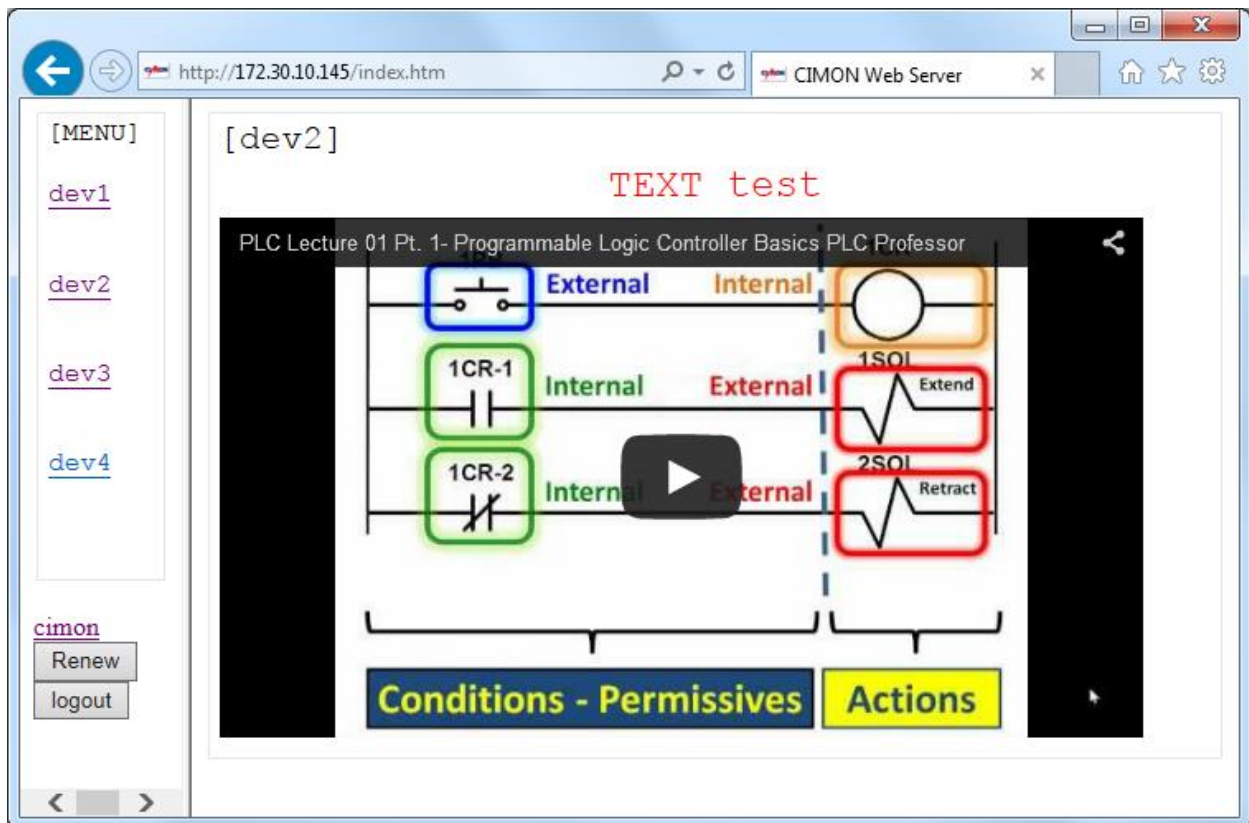 http://172.30.10.145/index.htm
CIMON Web Server
[MENU]
dev1
dev2
dev3
dev4
cimon
Renew
logout
[dev2]
TEXT test
PLC Lecture 01 Pt. 1- Programmable Logic Controller Basics PLC Professor
External Internal
1CR-1 Internal External 1SOL Extend
1CR-2 Internal External 2SOL Retract
Conditions - Permissives Actions